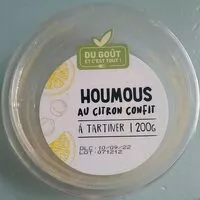 DU GOÛT
ET C'EST TOUT !
HOUMOUS
AU CITRON CONFIT
À TARTINER | 200G
DLC: 10/09/22
LOT: 071212